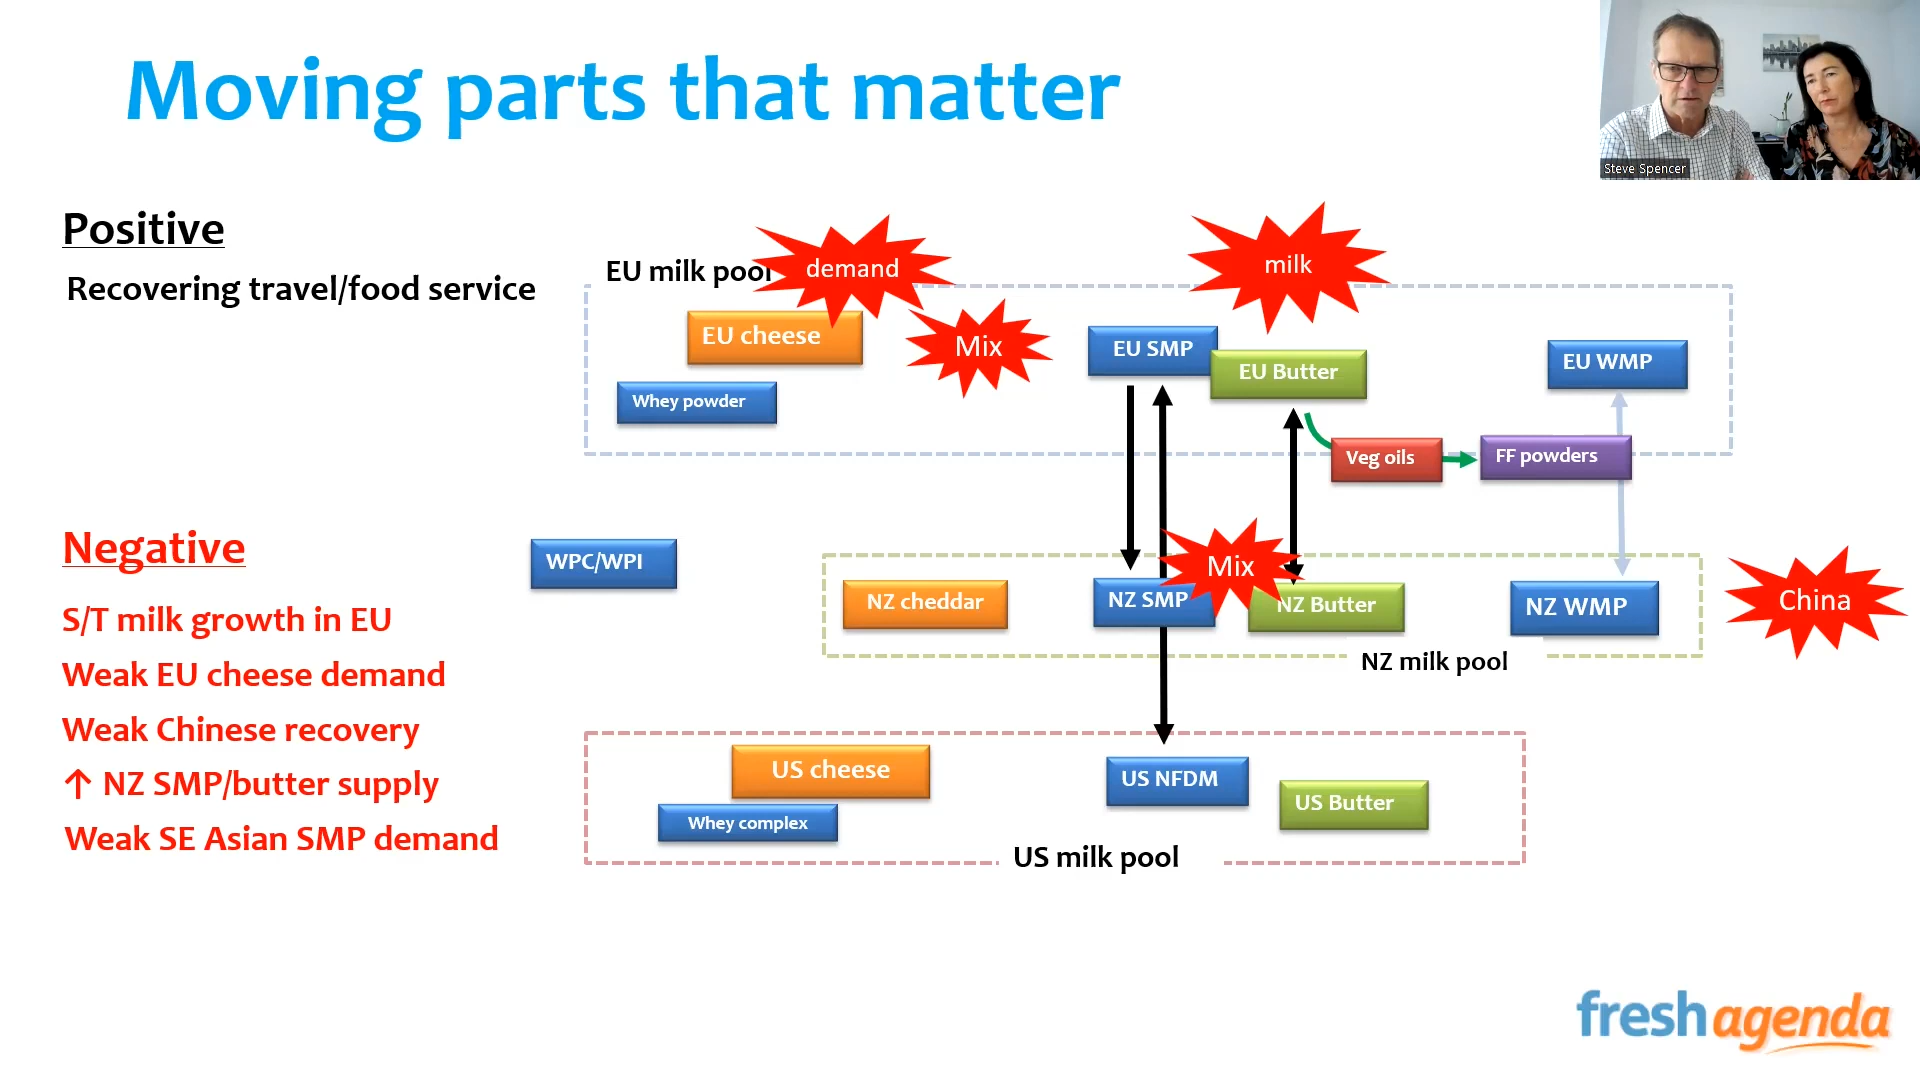 Moving parts that matter
Steve Spencer
Positive
Recovering travel/food service
EU milk pool
demand
milk
EU cheese
Mix
EU SMP
EU Butter
EU WMP
Whey powder
Veg oils
FF powders
Negative
S/T milk growth in EU
Weak EU cheese demand
Weak Chinese recovery
↑ NZ SMP/butter supply
Weak SE Asian SMP demand
WPC/WPI
NZ cheddar
NZ SMP
Mix
NZ Butter
NZ WMP
China
NZ milk pool
US cheese
US NFDM
US Butter
Whey complex
US milk pool
fresh agenda